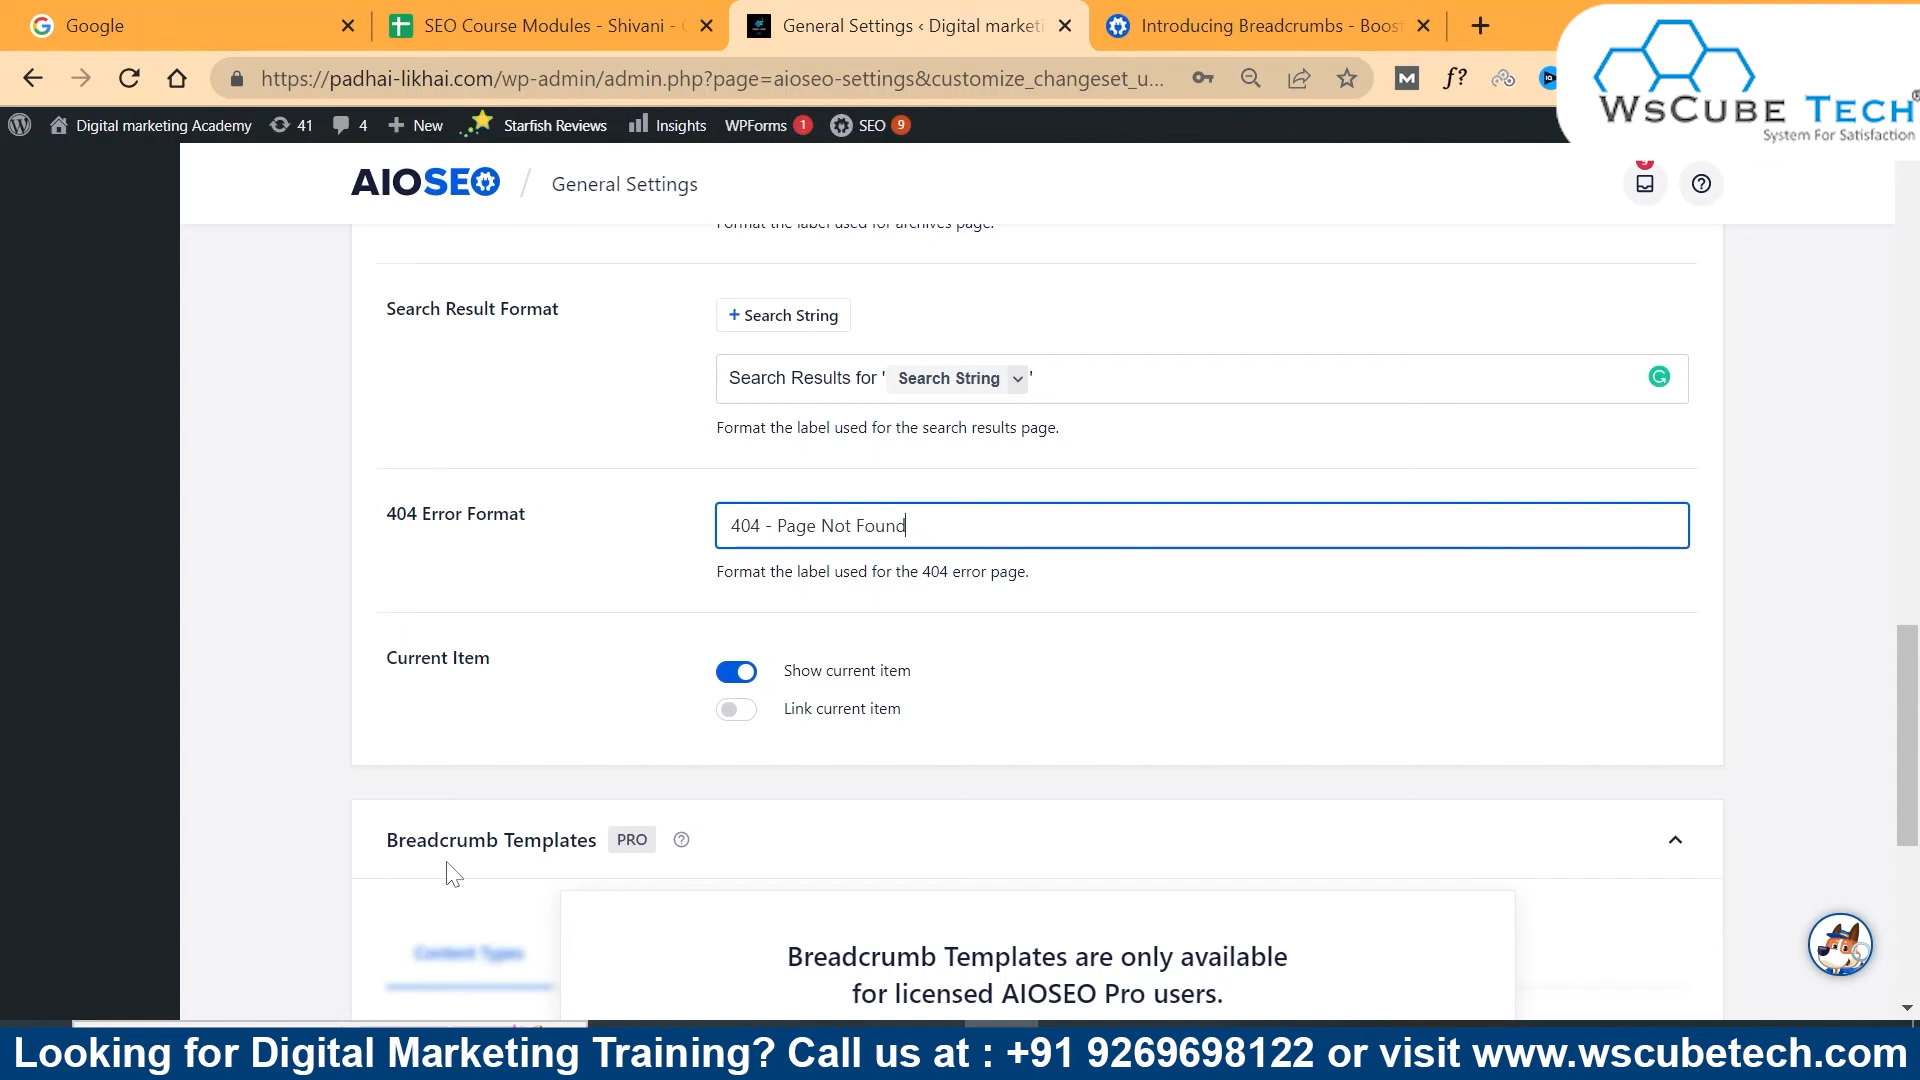 Google
SEO Course Modules - Shivani -
General Settings ‹ Digital marketi
Introducing Breadcrumbs - Boost
https://padhai-likhai.com/wp-admin/admin.php?page=aioseo-settings&customize_changeset_u...
M
f?
WsCube Tech®
System For Satisfaction
Digital marketing Academy
41
4
New
Starfish Reviews
Insights
WPForms 1
SEO 9
AIOSEO / General Settings
Format the label used for archives page.
Search Result Format
+ Search String
Search Results for ' Search String '
Format the label used for the search results page.
404 Error Format
404 - Page Not Found
Format the label used for the 404 error page.
Current Item
Show current item
Link current item
Breadcrumb Templates PRO
Content Types
Breadcrumb Templates are only available
for licensed AIOSEO Pro users.
Looking for Digital Marketing Training? Call us at : +91 9269698122 or visit www.wscubetech.com